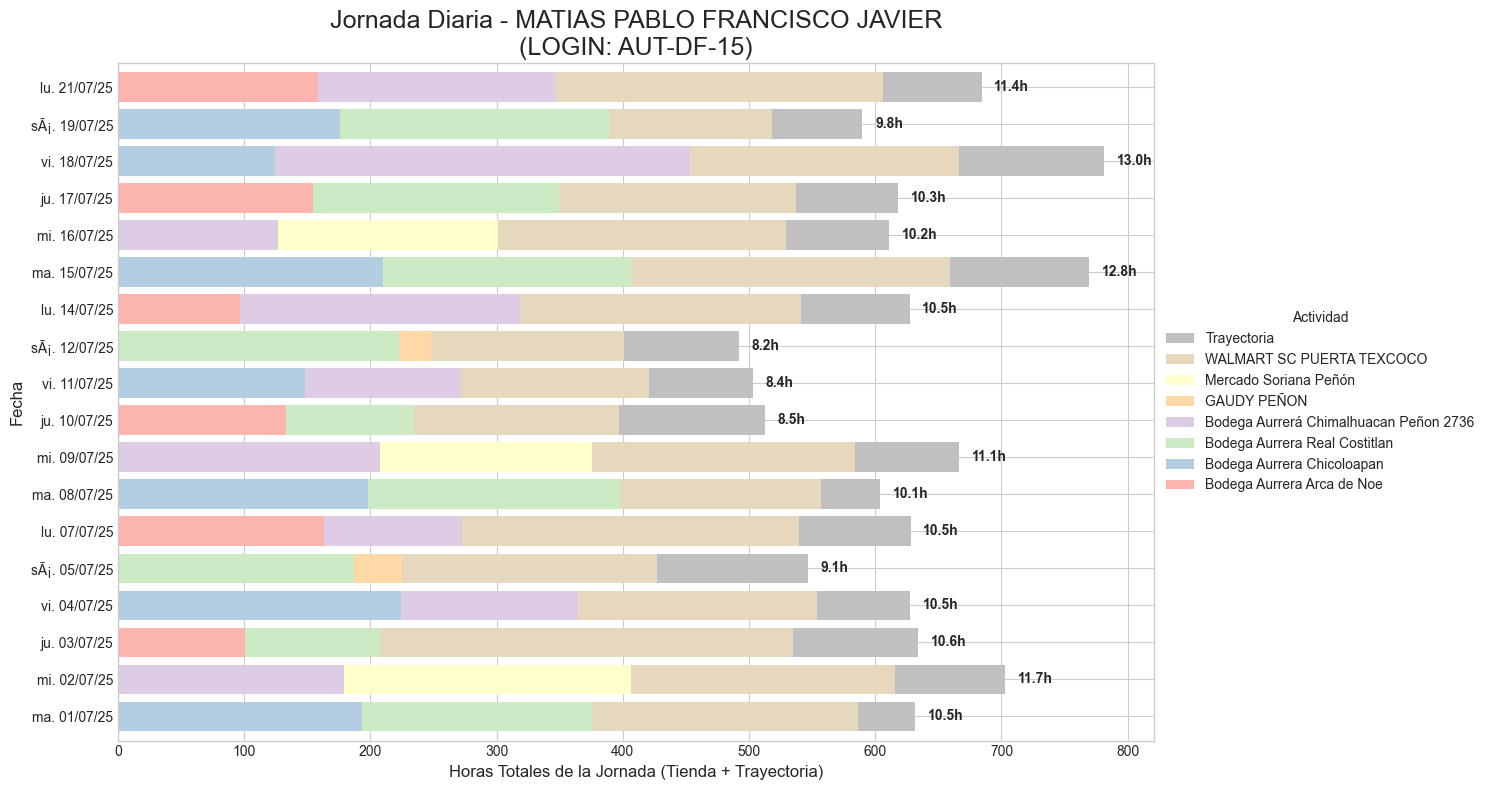 Jornada Diaria - MATIAS PABLO FRANCISCO JAVIER
(LOGIN: AUT-DF-15)
Fecha
lu. 21/07/25
11.4h
sÃ¡. 19/07/25
9.8h
vi. 18/07/25
13.0h
ju. 17/07/25
10.3h
mi. 16/07/25
10.2h
ma. 15/07/25
12.8h
lu. 14/07/25
10.5h
sÃ¡. 12/07/25
8.2h
vi. 11/07/25
8.4h
ju. 10/07/25
8.5h
mi. 09/07/25
11.1h
ma. 08/07/25
10.1h
lu. 07/07/25
10.5h
sÃ¡. 05/07/25
9.1h
vi. 04/07/25
10.5h
ju. 03/07/25
10.6h
mi. 02/07/25
11.7h
ma. 01/07/25
10.5h
0 100 200 300 400 500 600 700 800
Horas Totales de la Jornada (Tienda + Trayectoria)
Actividad
Trayectoria
WALMART SC PUERTA TEXCOCO
Mercado Soriana Peñón
GAUDY PEÑON
Bodega Aurrerá Chimalhuacan Peñon 2736
Bodega Aurrera Real Costitlan
Bodega Aurrera Chicoloapan
Bodega Aurrera Arca de Noe